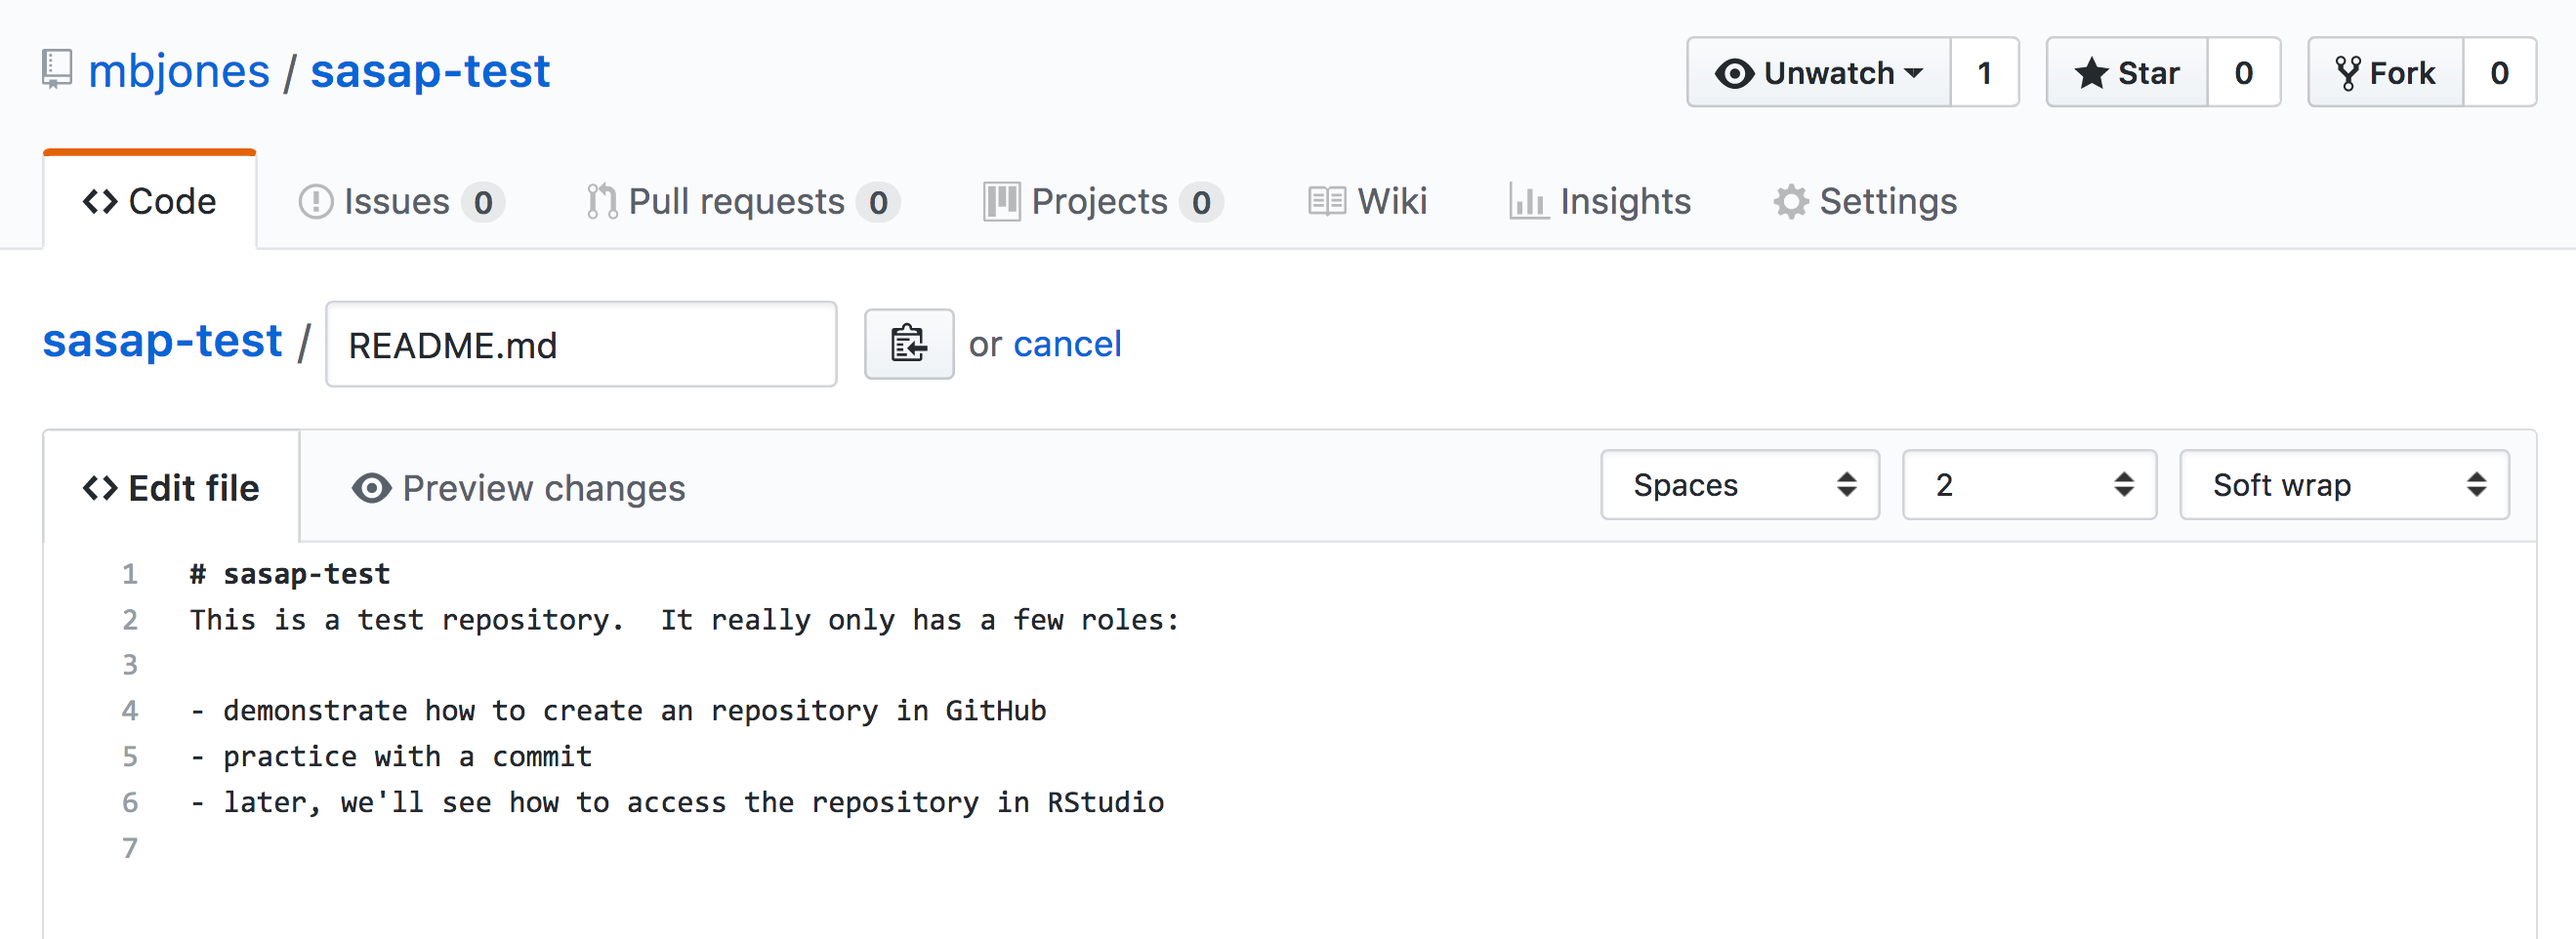 mbjones / sasap-test
Unwatch 1
Star 0
Fork 0
Code
Issues 0
Pull requests 0
Projects 0
Wiki
Insights
Settings
sasap-test / README.md or cancel
Edit file
Preview changes
Spaces
2
Soft wrap
1 # sasap-test
2 This is a test repository.  It really only has a few roles:
3
4 - demonstrate how to create an repository in GitHub
5 - practice with a commit
6 - later, we'll see how to access the repository in RStudio
7